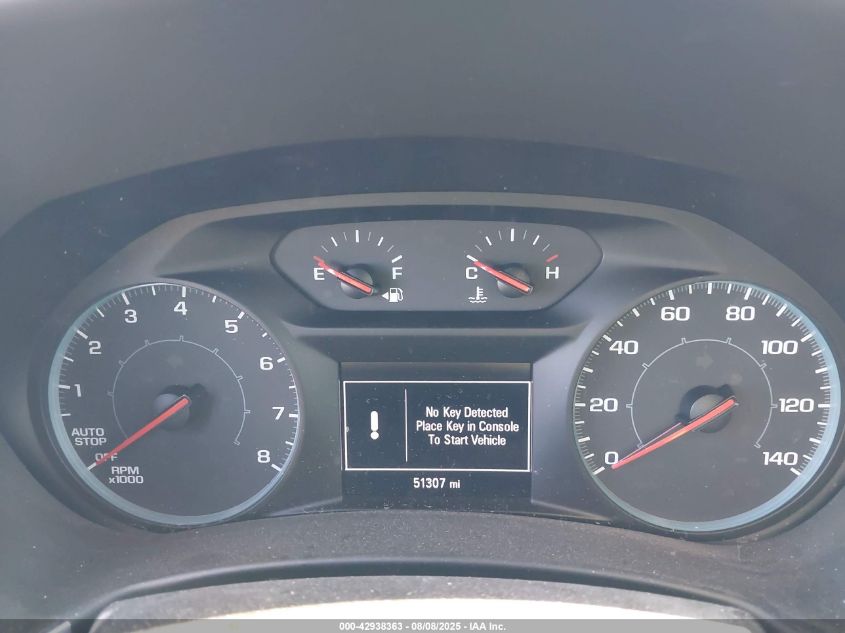 E F
C H
1 2 3 4 5 6 7 8
AUTO
STOP
OFF
RPM
x1000
No Key Detected
Place Key in Console
To Start Vehicle
51307 mi
0 20 40 60 80 100 120 140
000-42938363 - 08/08/2025 - IAA Inc.